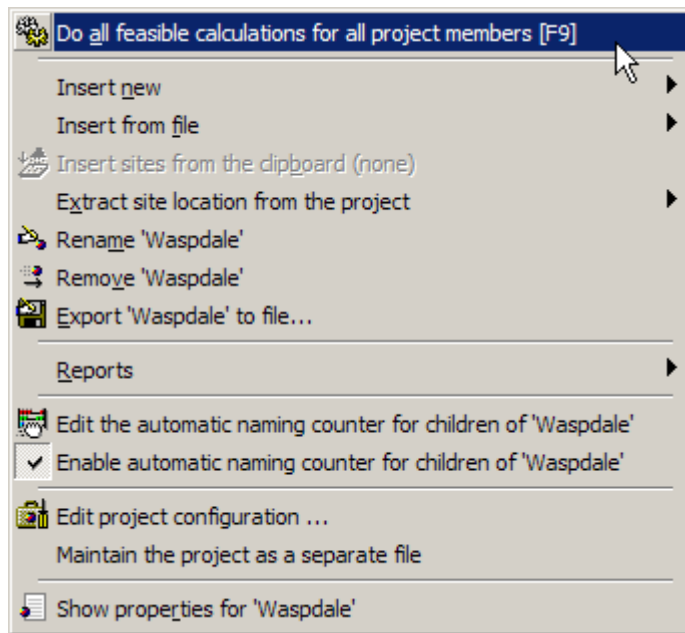 Do all feasible calculations for all project members [F9]
Insert new
Insert from file
Insert sites from the clipboard (none)
Extract site location from the project
Rename 'Waspdale'
Remove 'Waspdale'
Export 'Waspdale' to file...
Reports
Edit the automatic naming counter for children of 'Waspdale'
Enable automatic naming counter for children of 'Waspdale'
Edit project configuration ...
Maintain the project as a separate file
Show properties for 'Waspdale'